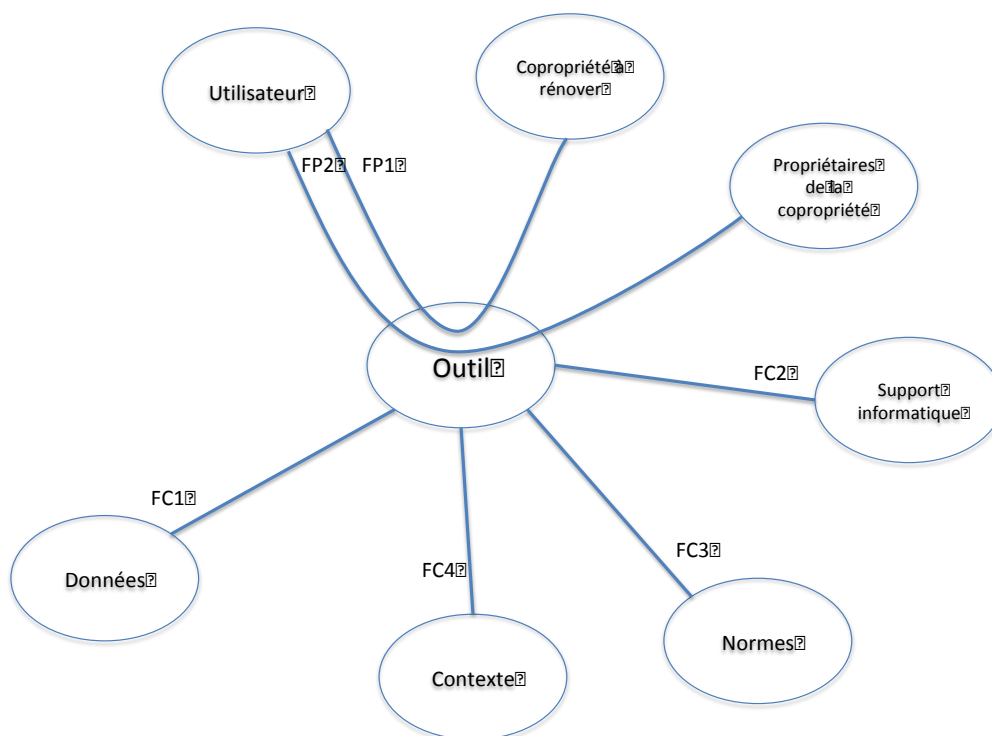 Utilisateur
Copropriété à
rénover
Propriétaires
de la
copropriété
FP2
FP1
Outil
FC2
Support
informatique
FC1
Données
FC4
Contexte
FC3
Normes